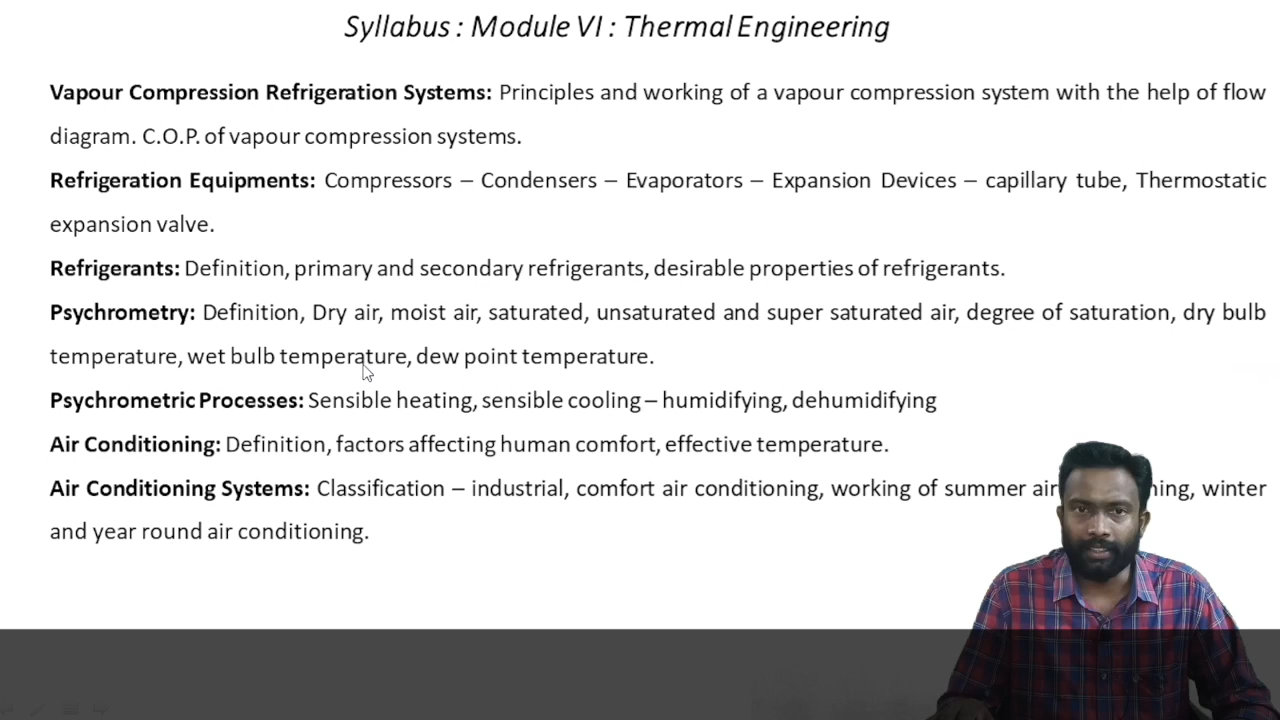 Syllabus : Module VI : Thermal Engineering
Vapour Compression Refrigeration Systems: Principles and working of a vapour compression system with the help of flow
diagram. C.O.P. of vapour compression systems.
Refrigeration Equipments: Compressors – Condensers – Evaporators – Expansion Devices – capillary tube, Thermostatic
expansion valve.
Refrigerants: Definition, primary and secondary refrigerants, desirable properties of refrigerants.
Psychrometry: Definition, Dry air, moist air, saturated, unsaturated and super saturated air, degree of saturation, dry bulb
temperature, wet bulb temperature, dew point temperature.
Psychrometric Processes: Sensible heating, sensible cooling – humidifying, dehumidifying
Air Conditioning: Definition, factors affecting human comfort, effective temperature.
Air Conditioning Systems: Classification – industrial, comfort air conditioning, working of summer air winter
and year round air conditioning.